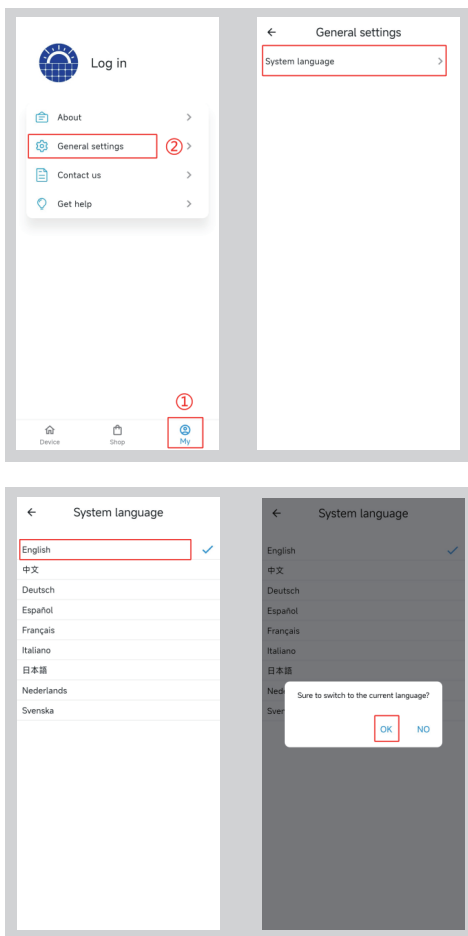 Log in
About
General settings
②
Contact us
Get help
①
Device
Shop
My
General settings
System language
System language
English
中文
Deutsch
Español
Français
Italiano
日本語
Nederlands
Svenska
System language
English
中文
Deutsch
Español
Français
Italiano
日本語
Sure to switch to the current language?
OK NO